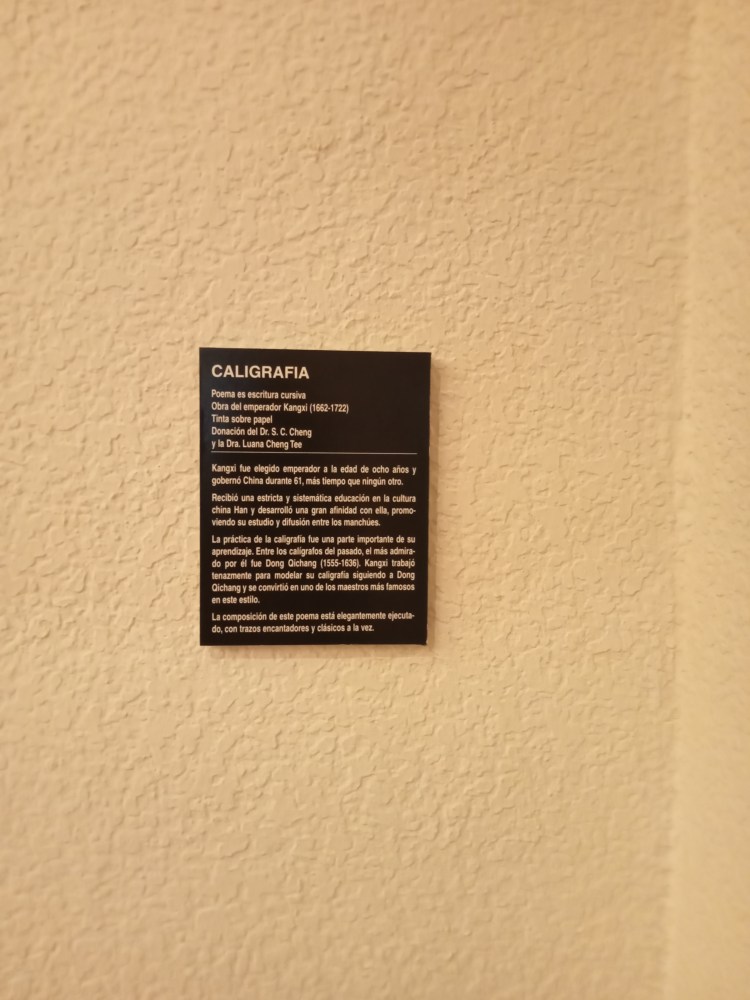 CALIGRAFIA
Poema es escritura cursiva
Obra del emperador Kangxi (1662-1722)
Tinta sobre papel
Donación del Dr. S. C. Cheng
y la Dra. Luana Cheng Tee
Kangxi fue elegido emperador a la edad de ocho años y
gobernó China durante 61, más tiempo que ningún otro.
Recibió una estricta y sistemática educación en la cultura
china Han y desarrolló una gran afinidad con ella, promo-
viendo su estudio y difusión entre los manchúes.
La práctica de la caligrafía fue una parte importante de su
aprendizaje. Entre los calígrafos del pasado, el más admira-
do por él fue Dong Qichang (1555-1636). Kangxi trabajó
tenazmente para modelar su caligrafía siguiendo a Dong
Qichang y se convirtió en uno de los maestros más famosos
en este estilo.
La composición de este poema está elegantemente ejecuta-
do, con trazos encantadores y clásicos a la vez.